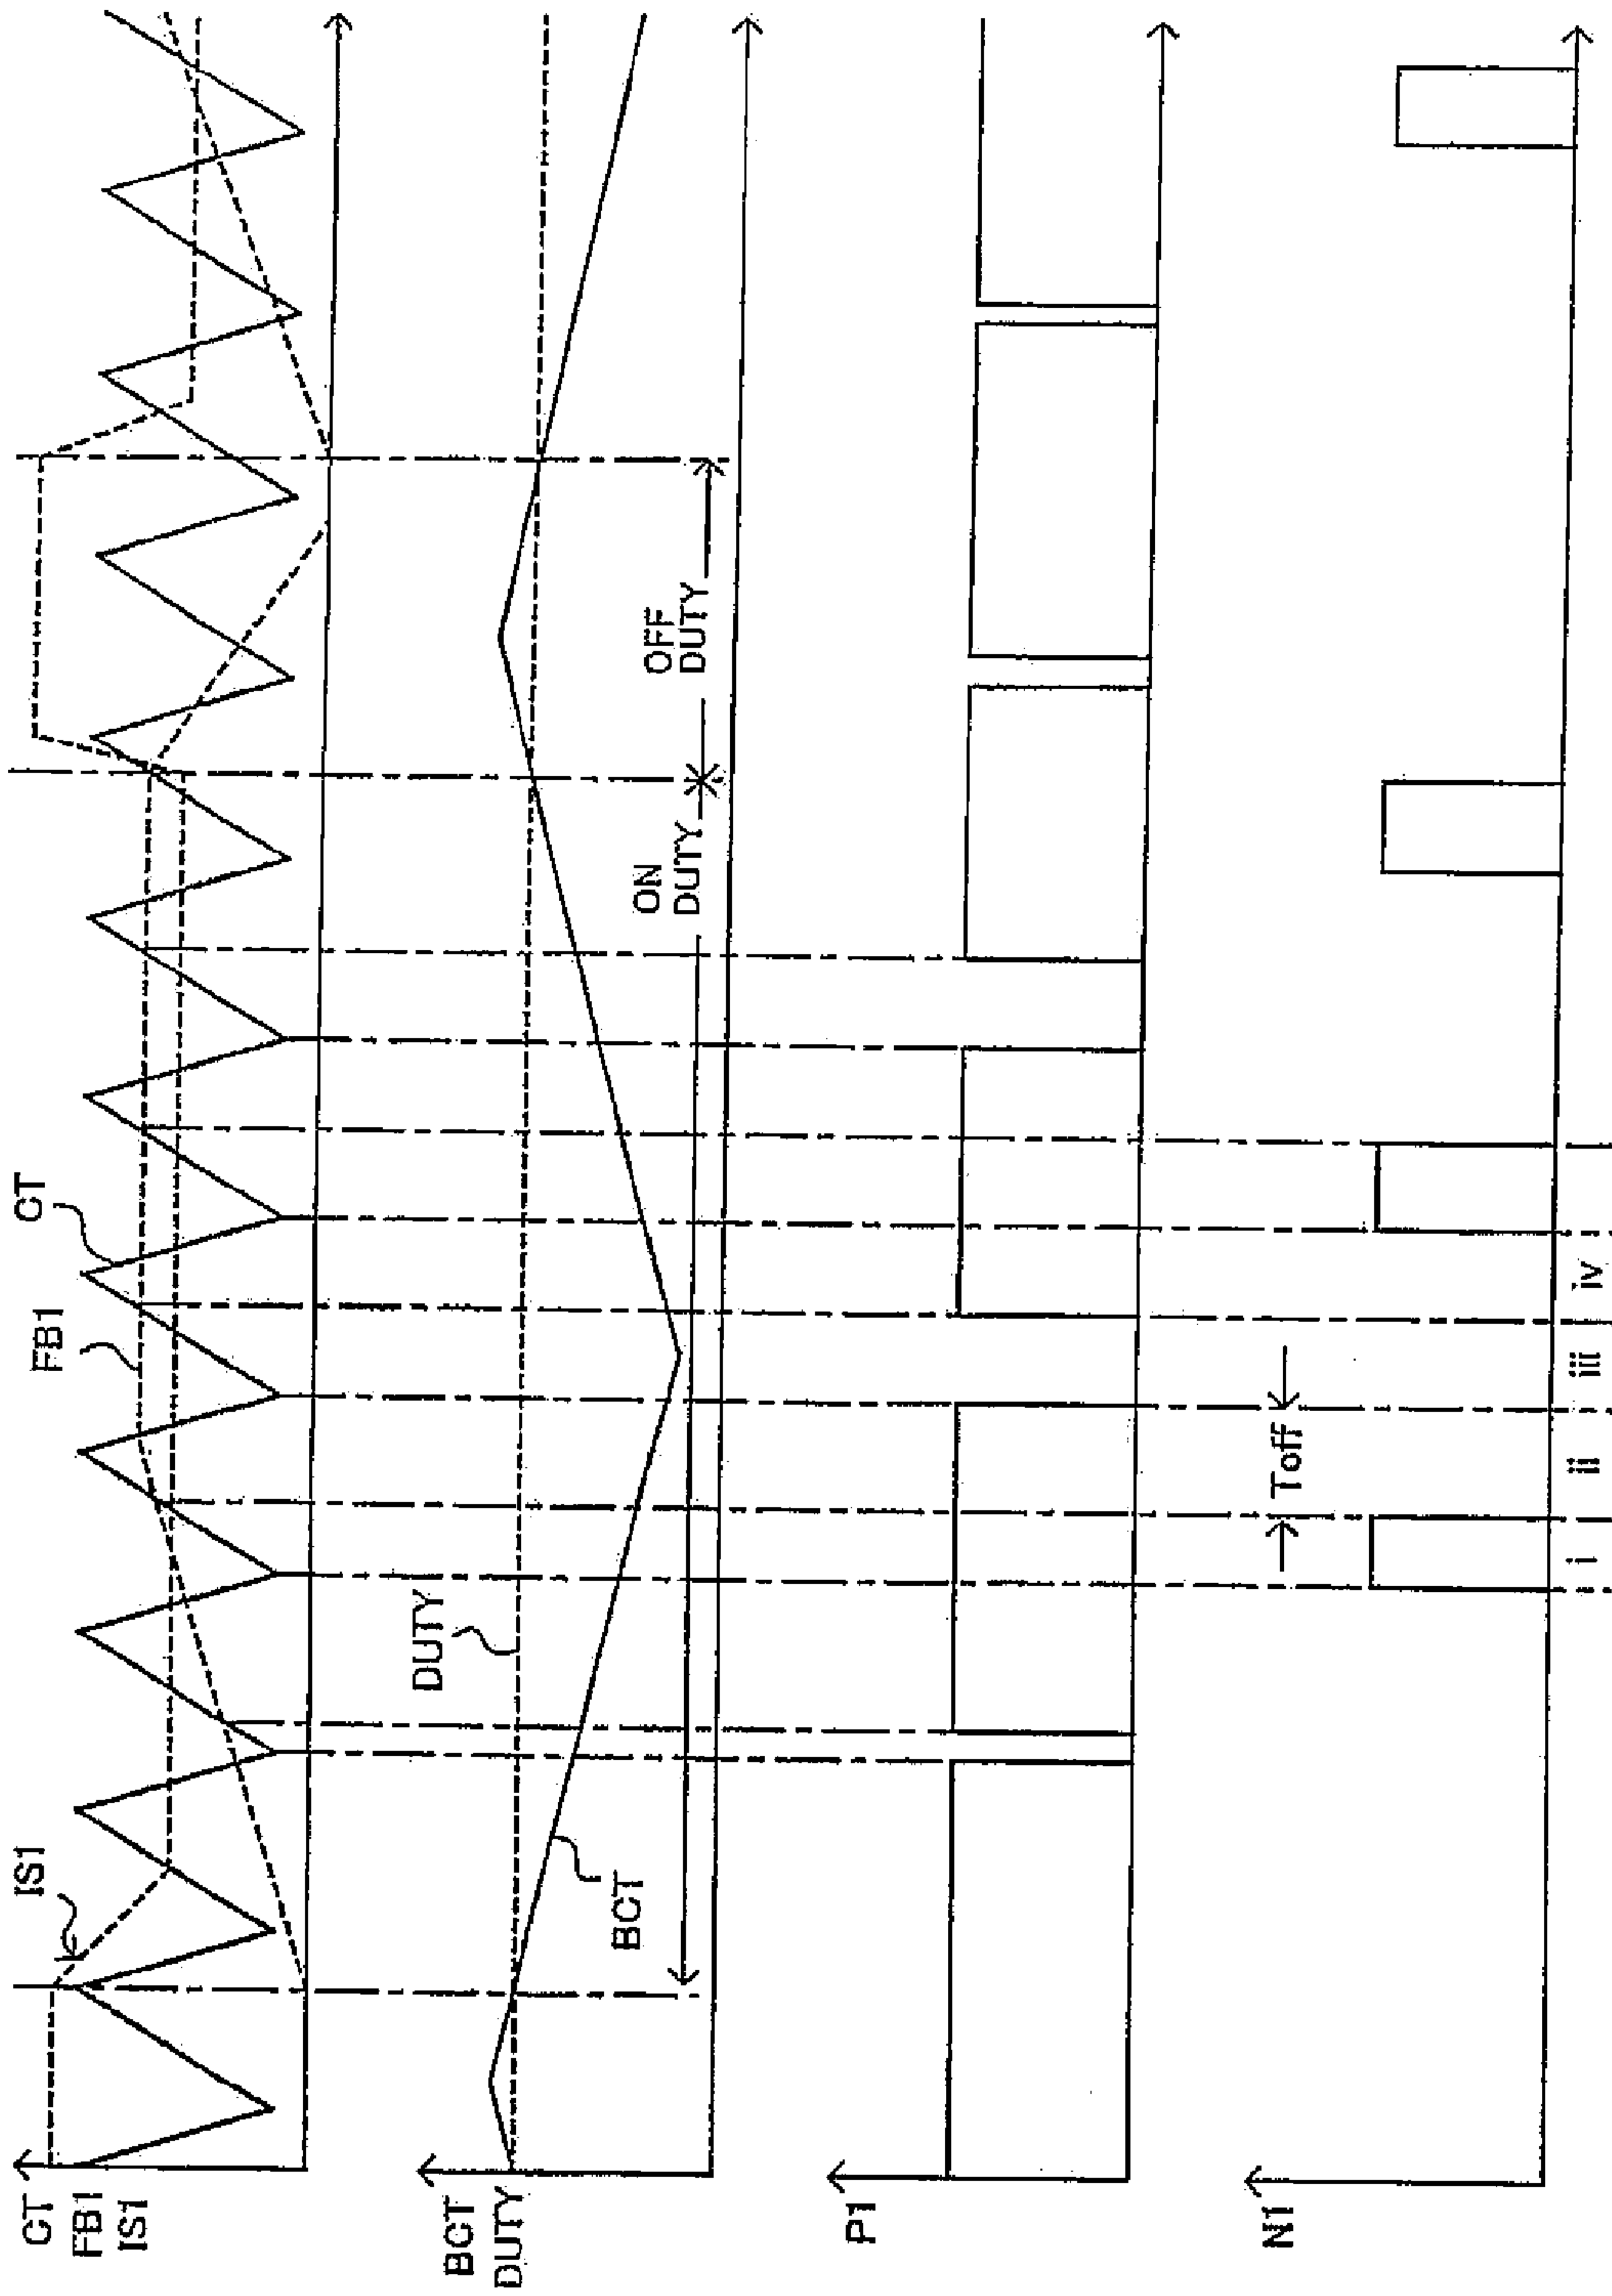 CT
FB1
IS1
IS1
FB1
CT
BCT
DUTY
BCT
DUTY
ON
DUTY
OFF
DUTY
P1
N1
Toff
i
ii
iii
iv